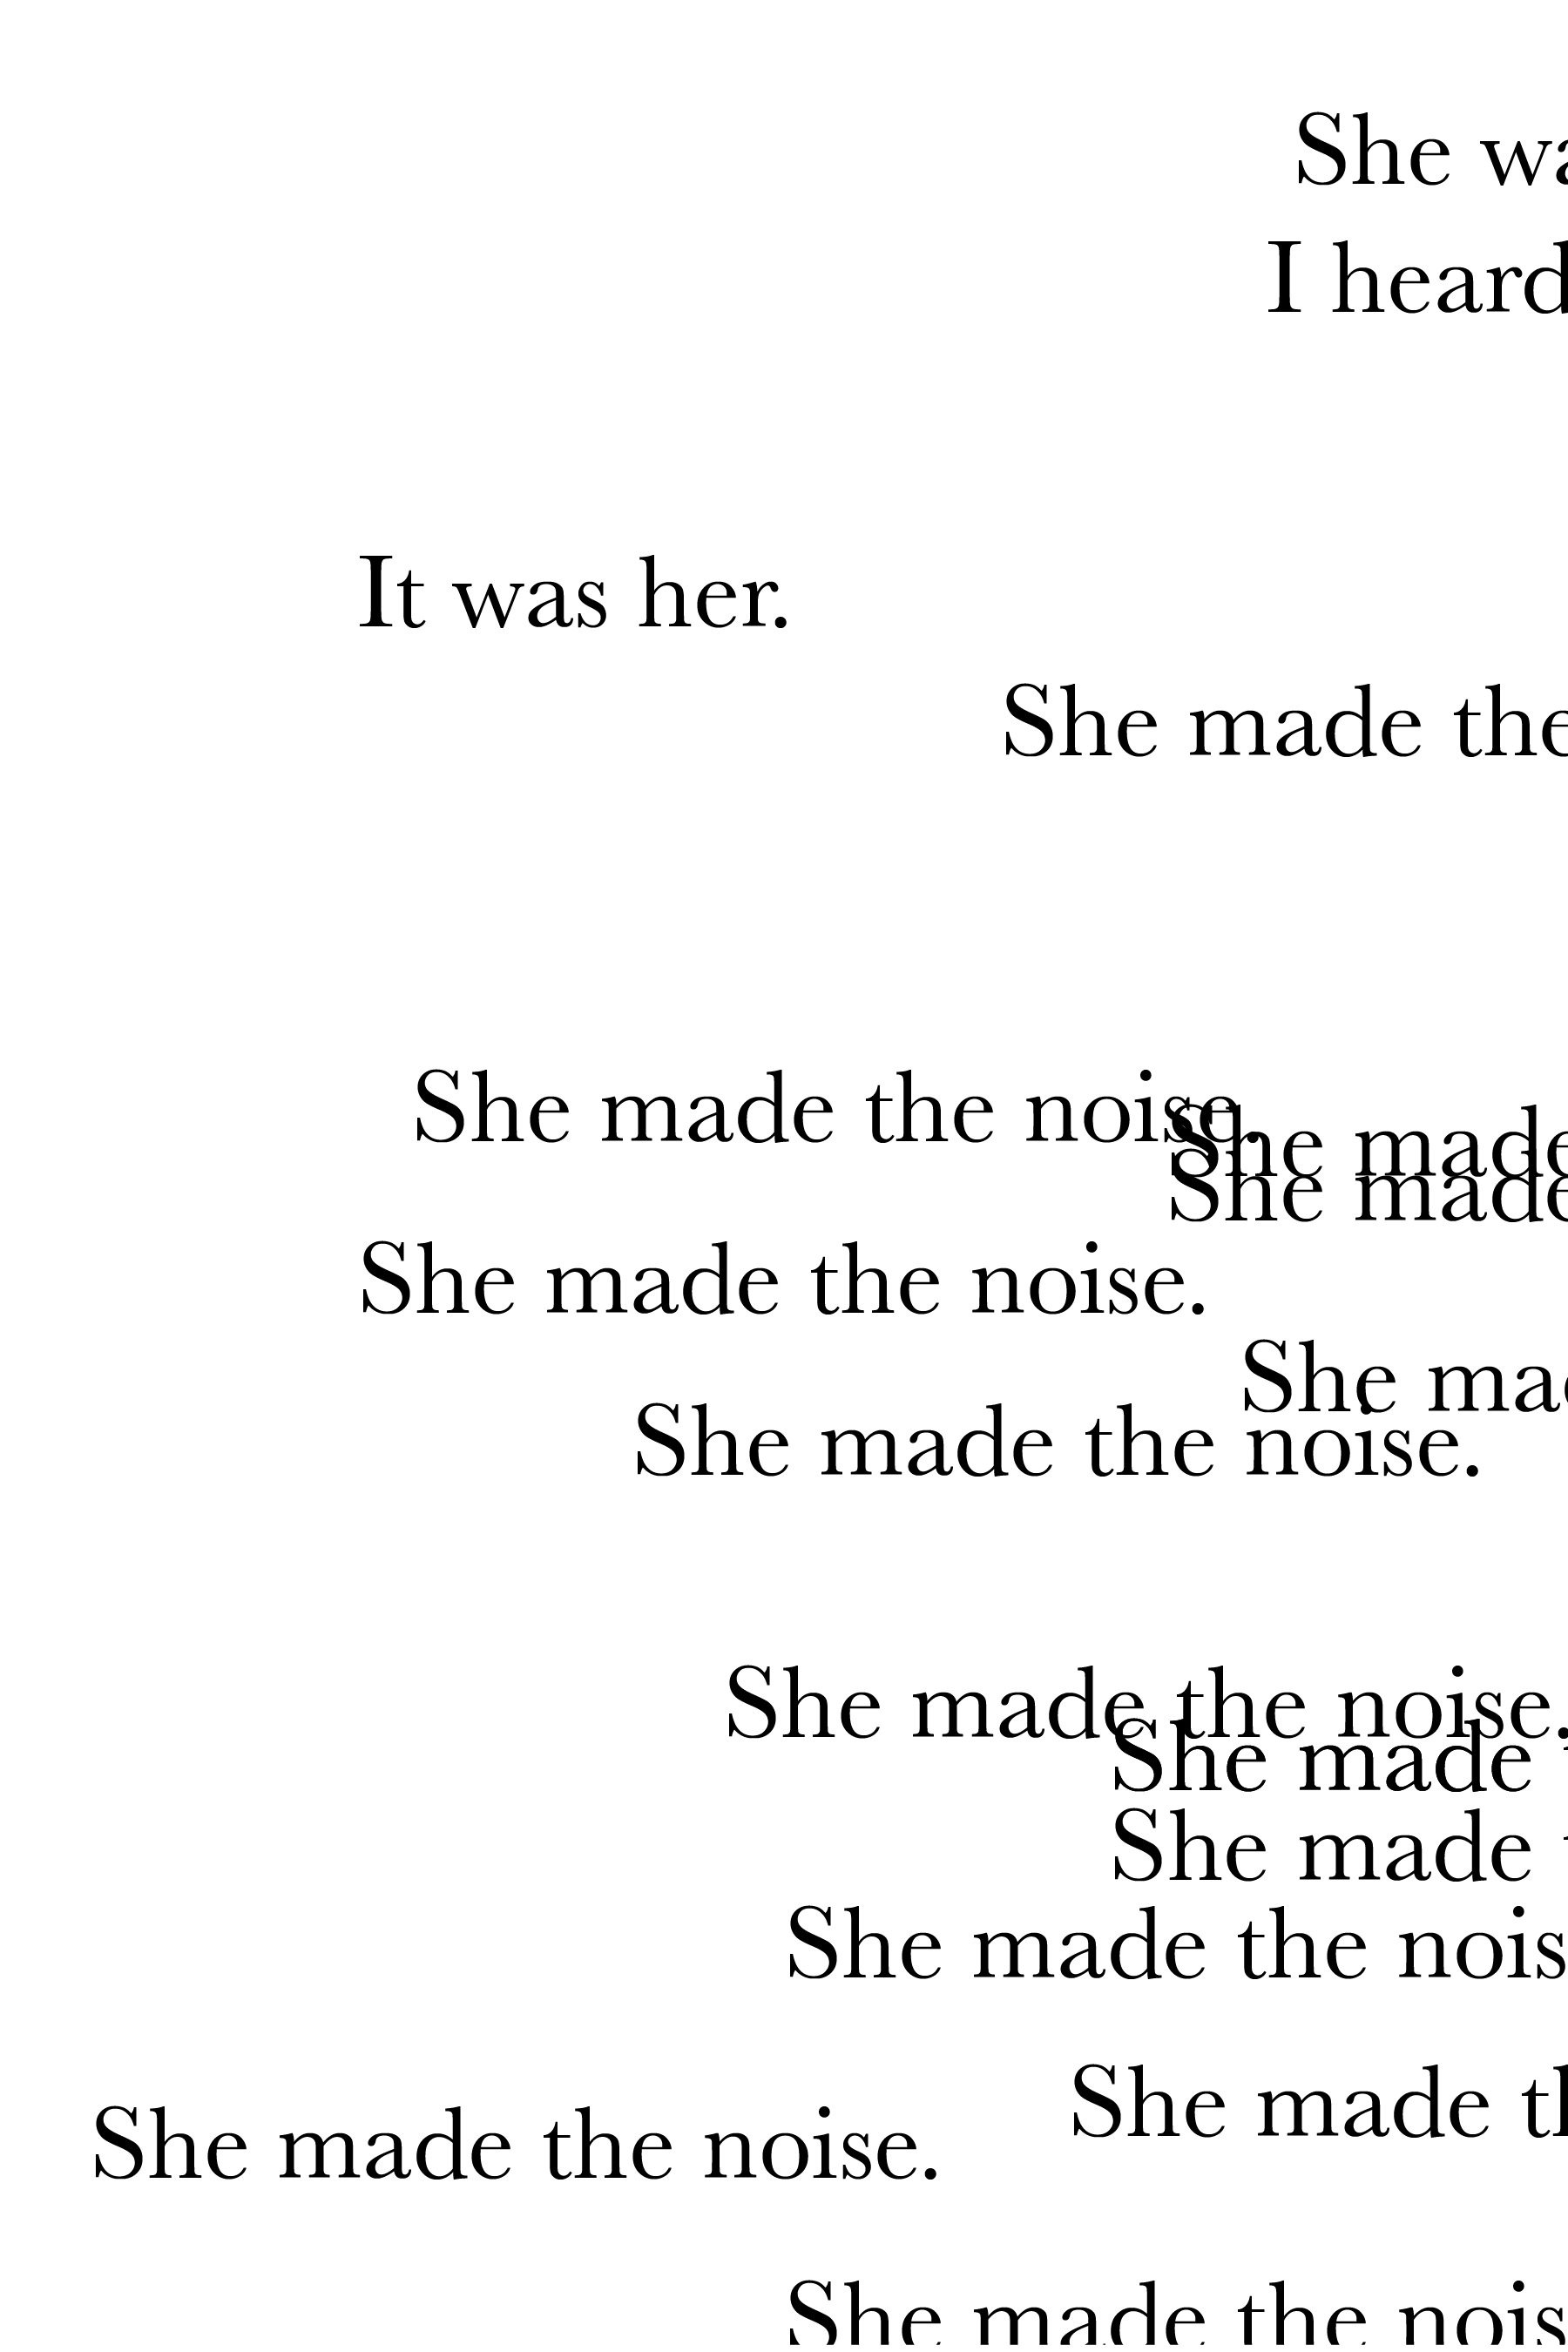 She wa
I heard
It was her.
She made the
She made the noise.
She made
She made
She made the noise.
She mad
She made the noise.
She made the noise.
She made t
She made t
She made the nois
She made th
She made the noise.
She made the nois